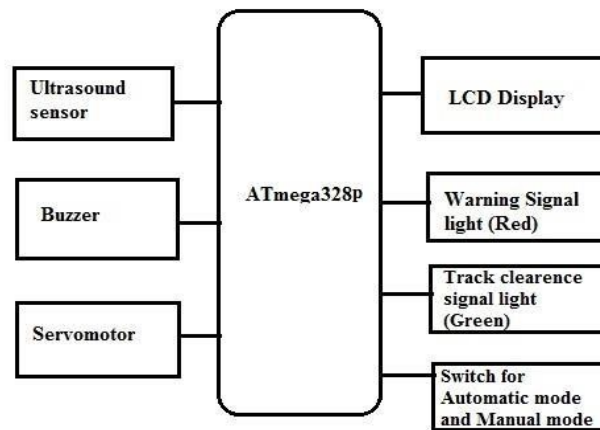 Ultrasound
sensor
Buzzer
Servomotor
ATmega328p
LCD Display
Warning Signal
light (Red)
Track clearence
signal light
(Green)
Switch for
Automatic mode
and Manual mode